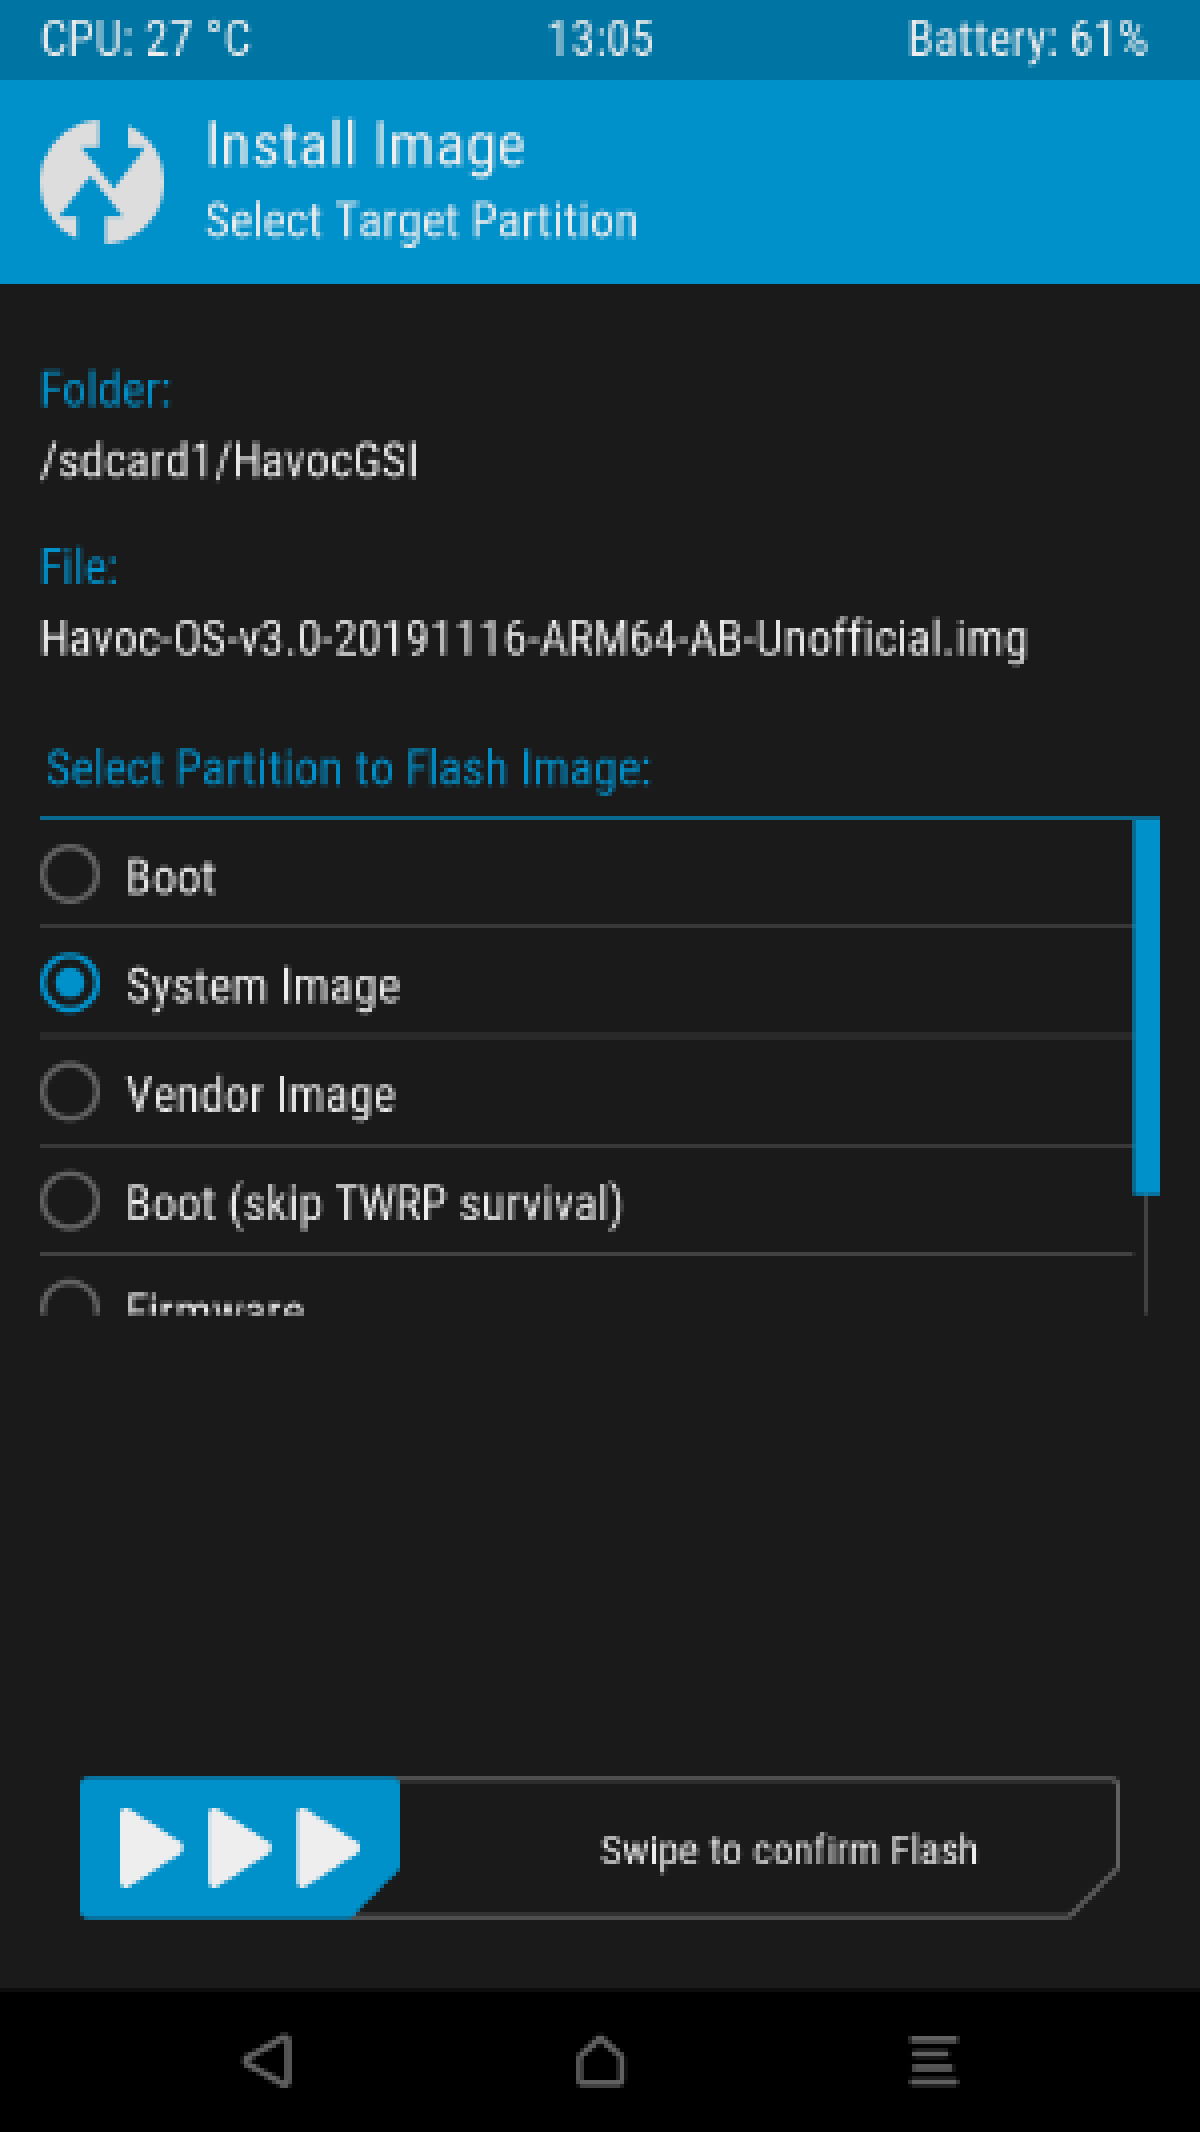 CPU: 27 °C 13:05 Battery: 61%
Install Image
Select Target Partition
Folder:
/sdcard1/HavocGSI
File:
Havoc-OS-v3.0-20191116-ARM64-AB-Unofficial.img
Select Partition to Flash Image:
Boot
System Image
Vendor Image
Boot (skip TWRP survival)
Firmware
Swipe to confirm Flash